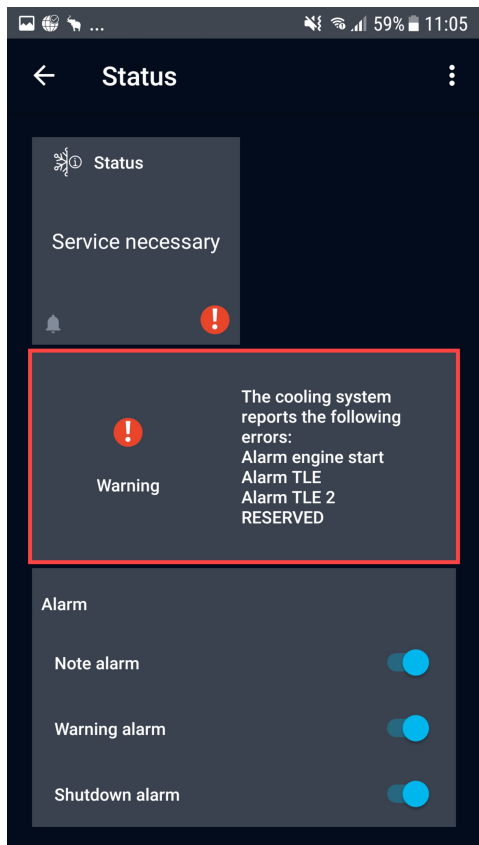 ... 59% 11:05
Status
Status
Service necessary
Warning
The cooling system
reports the following
errors:
Alarm engine start
Alarm TLE
Alarm TLE 2
RESERVED
Alarm
Note alarm
Warning alarm
Shutdown alarm